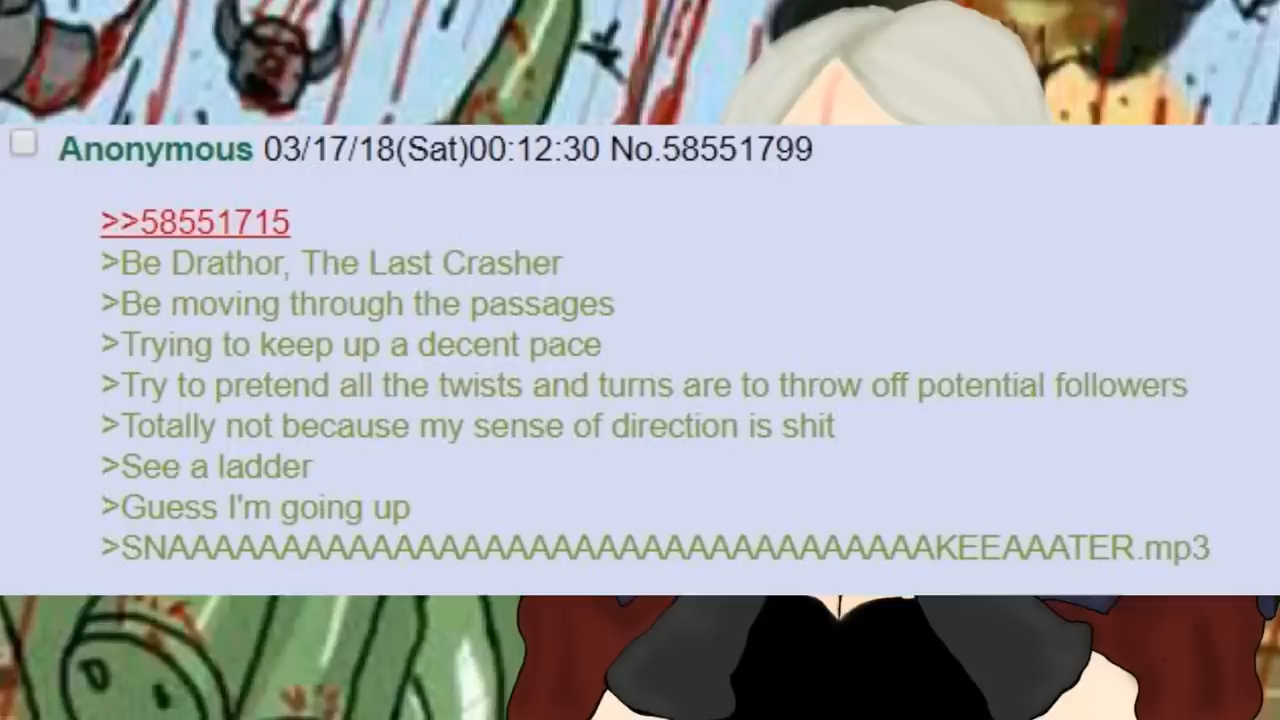 Anonymous 03/17/18(Sat)00:12:30 No.58551799
>>58551715
>Be Drathor, The Last Crasher
>Be moving through the passages
>Trying to keep up a decent pace
>Try to pretend all the twists and turns are to throw off potential followers
>Totally not because my sense of direction is shit
>See a ladder
>Guess I'm going up
>SNAAAAAAAAAAAAAAAAAAAAAAAAAAAAAAAAAAKEEAAATER.mp3